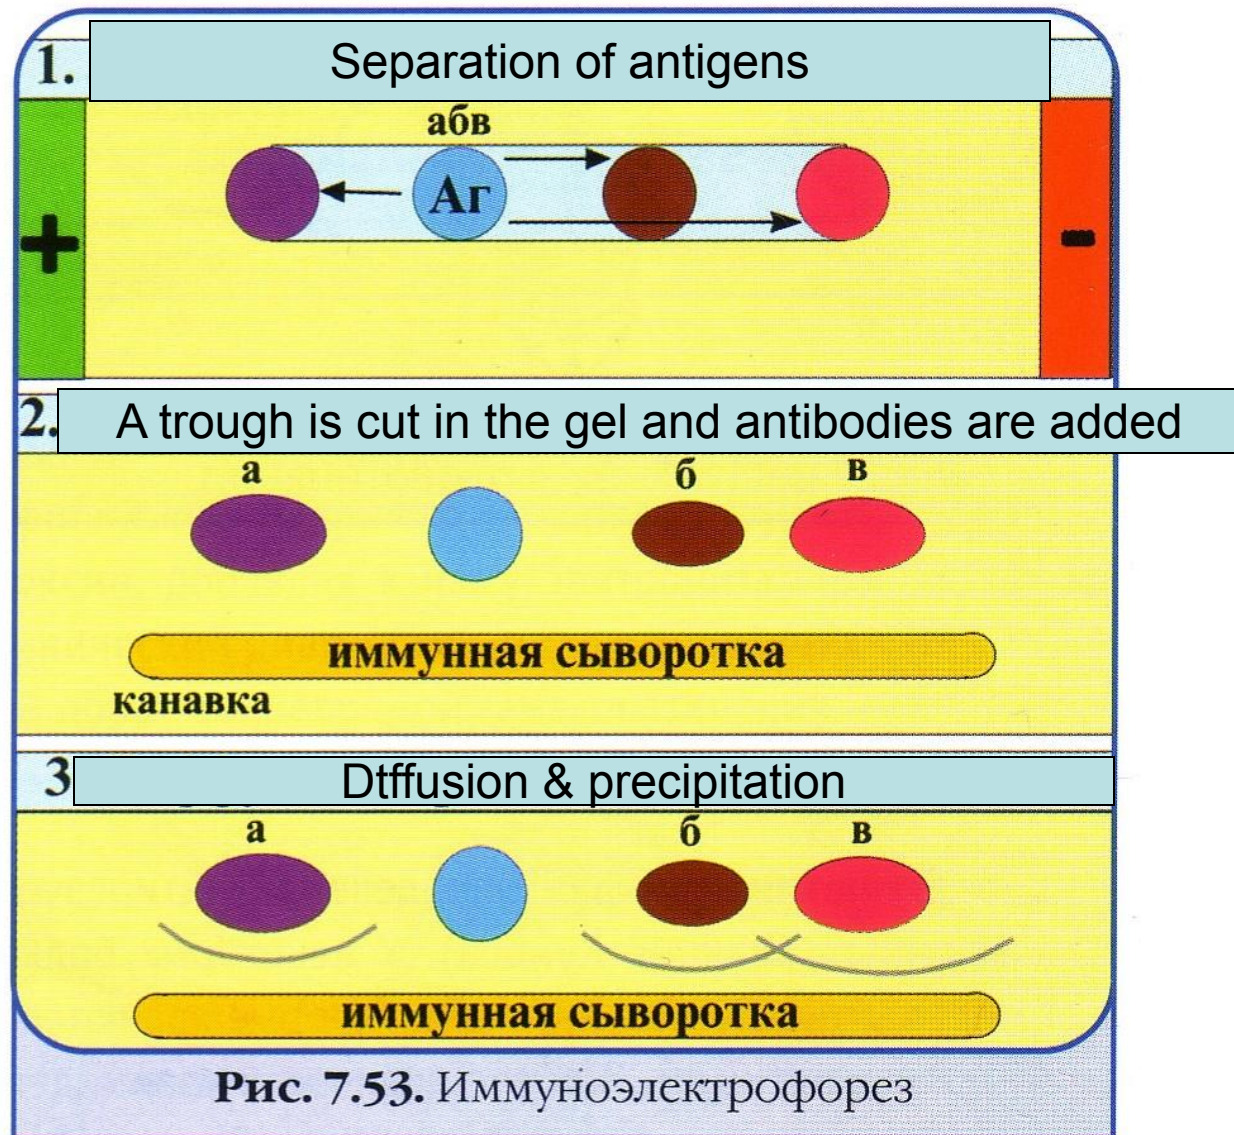 1. Separation of antigens
абв
Аг
+
-
2. A trough is cut in the gel and antibodies are added
а б в
иммунная сыворотка
канавка
3 Dtffusion & precipitation
а б в
иммунная сыворотка
Рис. 7.53. Иммуноэлектрофорез